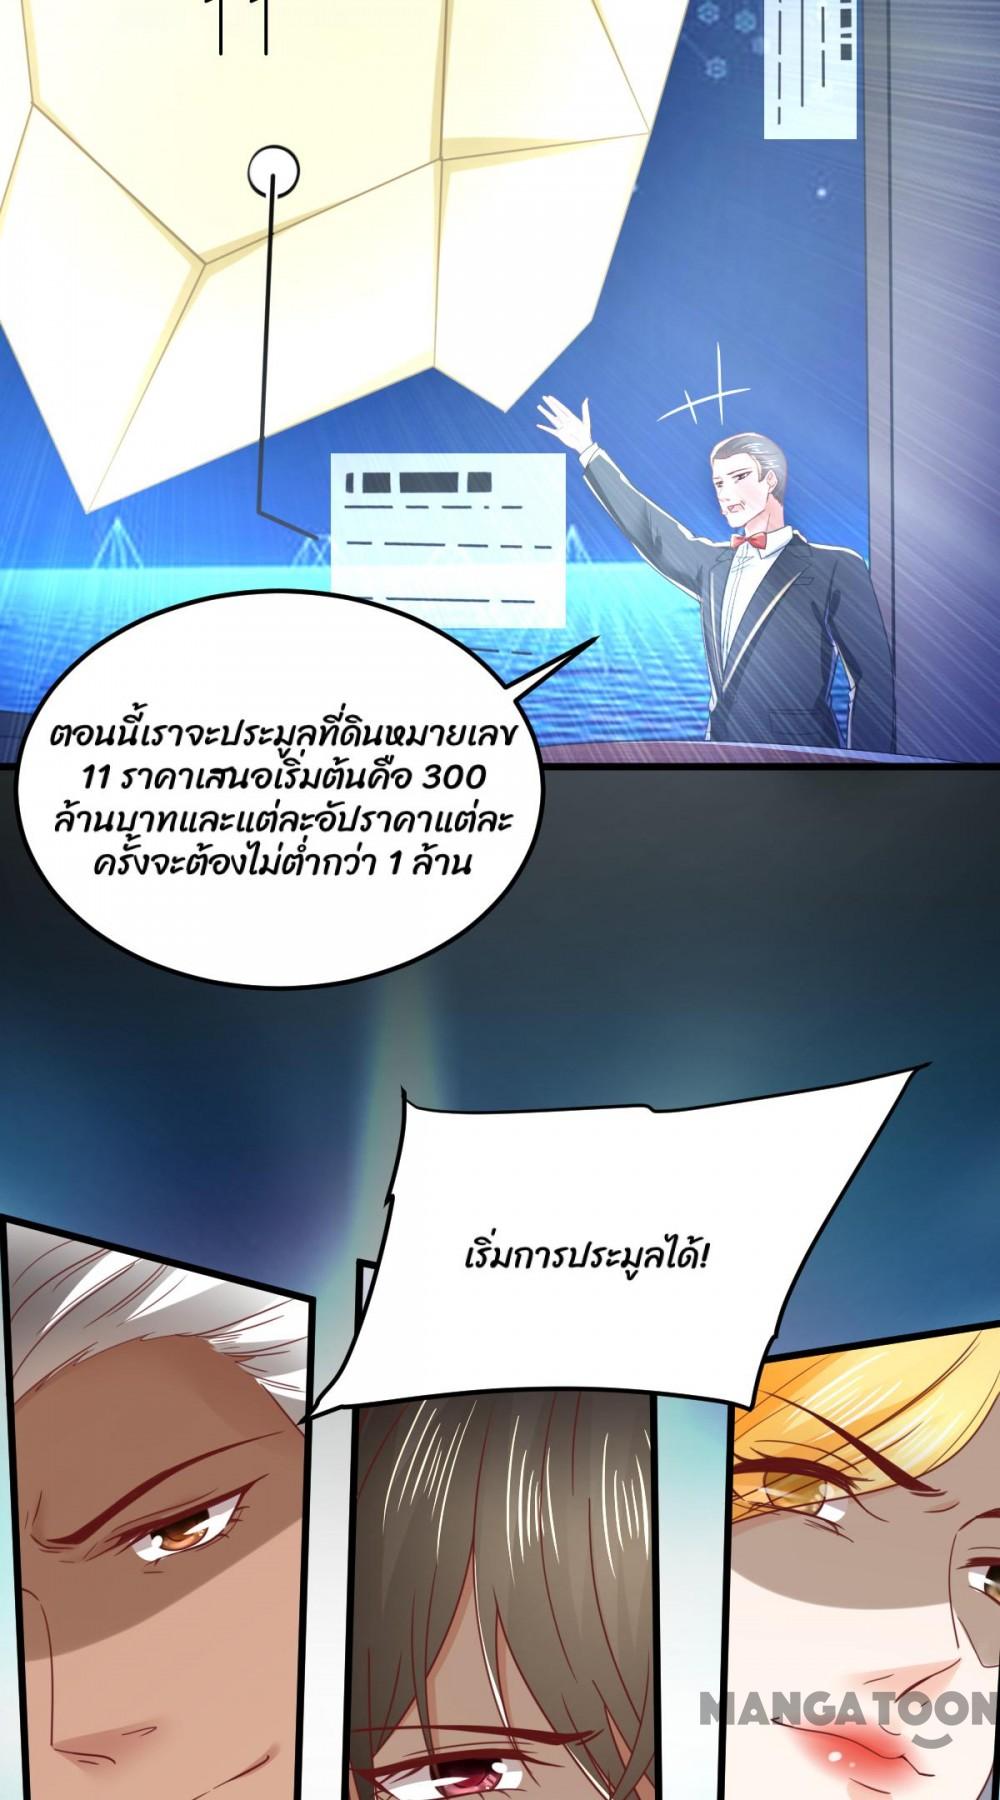 11
ตอนนี้เราจะประมูลที่ดินหมายเลข
11 ราคาเสนอเริ่มต้นคือ 300
ล้านบาทและแต่ละอัปราคาแต่ละ
ครั้งจะต้องไม่ต่ำกว่า 1 ล้าน
เริ่มการประมูลได้!
MANGATOON